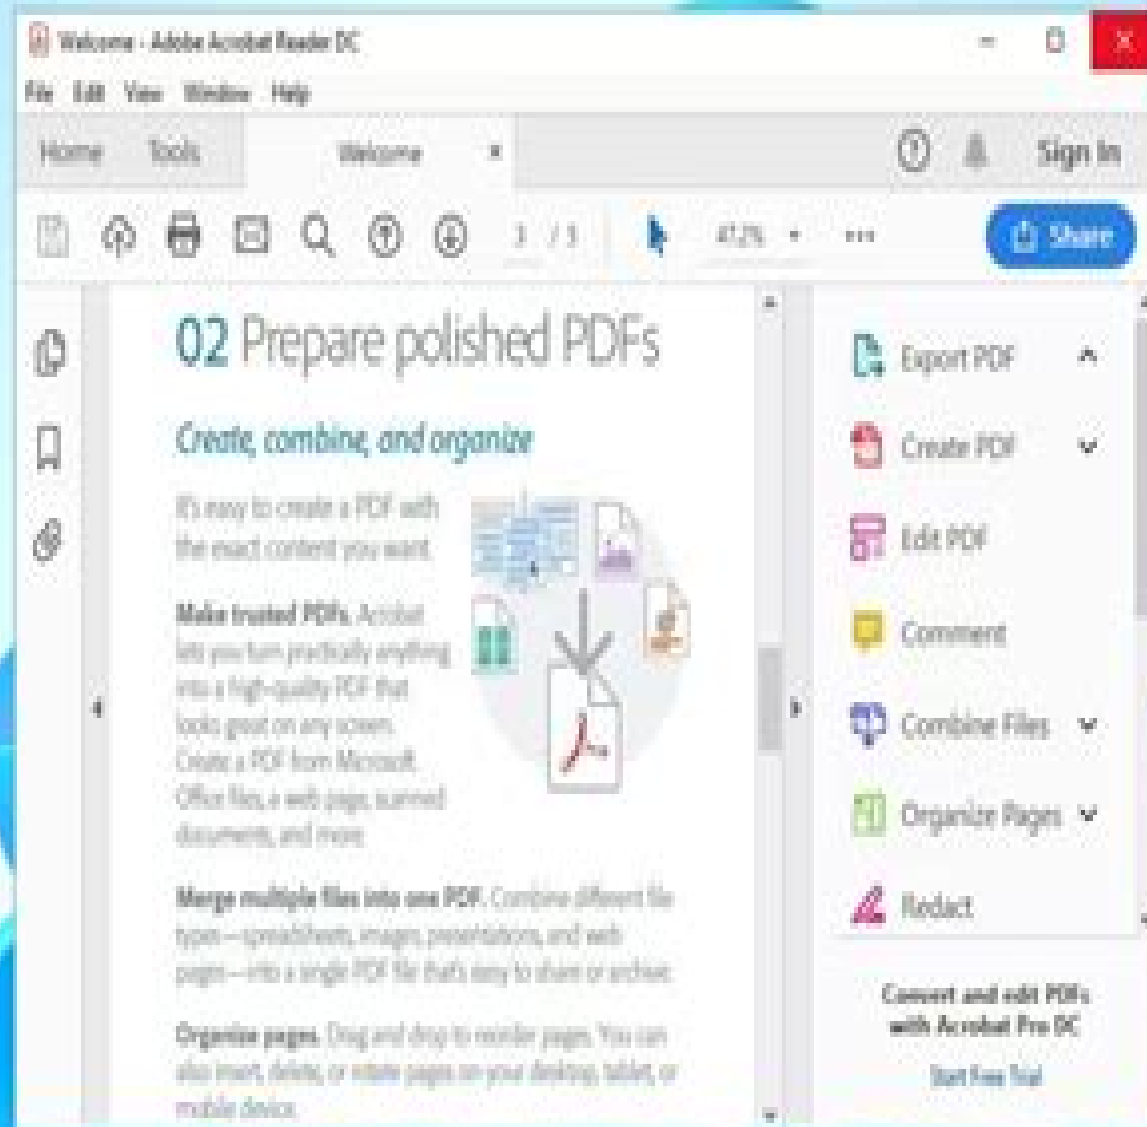 Welcome - Adobe Acrobat Reader DC
File Edit View Window Help
Home Tools Welcome × Sign In
3 / 5 47.2% Share
02 Prepare polished PDFs
Create, combine, and organize
It's easy to create a PDF with
the exact content you want.
Make trusted PDFs. Acrobat
lets you turn practically anything
into a high-quality PDF that
looks great on any screen.
Create a PDF from Microsoft
Office files, a web page, scanned
documents, and more.
Merge multiple files into one PDF. Combine different file
types—spreadsheets, images, presentations, and web
pages—into a single PDF file that's easy to share or archive.
Organize pages. Drag and drop to reorder pages. You can
also insert, delete, or rotate pages on your desktop, tablet, or
mobile device.
Export PDF
Create PDF
Edit PDF
Comment
Combine Files
Organize Pages
Redact
Convert and edit PDFs
with Acrobat Pro DC
Start Free Trial